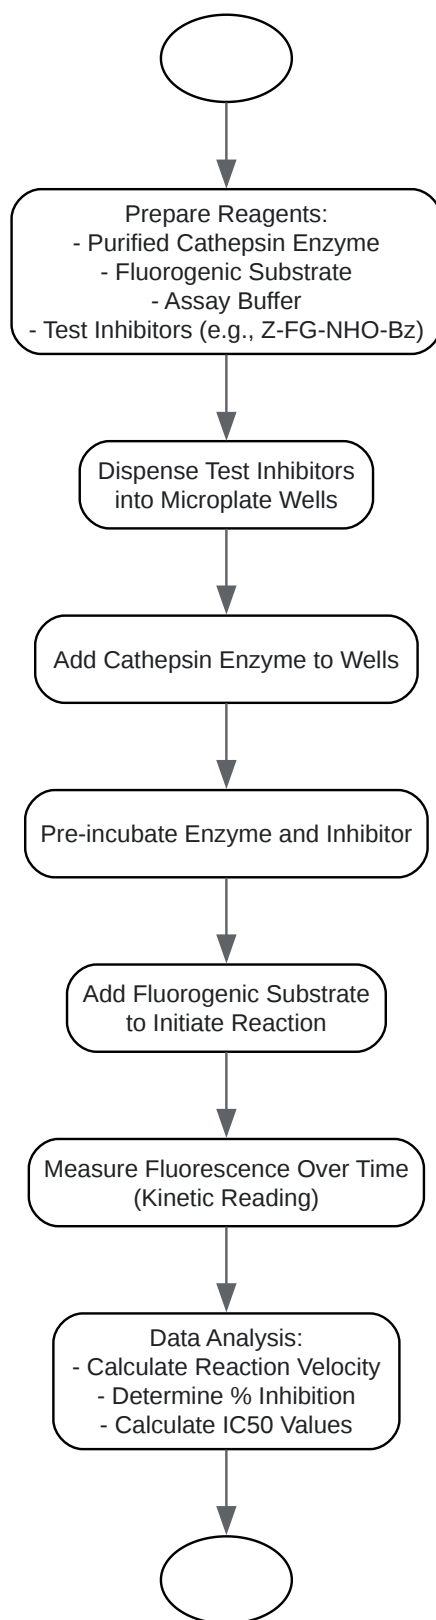 Prepare Reagents:
- Purified Cathepsin Enzyme
- Fluorogenic Substrate
- Assay Buffer
- Test Inhibitors (e.g., Z-FG-NHO-Bz)
Dispense Test Inhibitors
into Microplate Wells
Add Cathepsin Enzyme to Wells
Pre-incubate Enzyme and Inhibitor
Add Fluorogenic Substrate
to Initiate Reaction
Measure Fluorescence Over Time
(Kinetic Reading)
Data Analysis:
- Calculate Reaction Velocity
- Determine % Inhibition
- Calculate IC50 Values